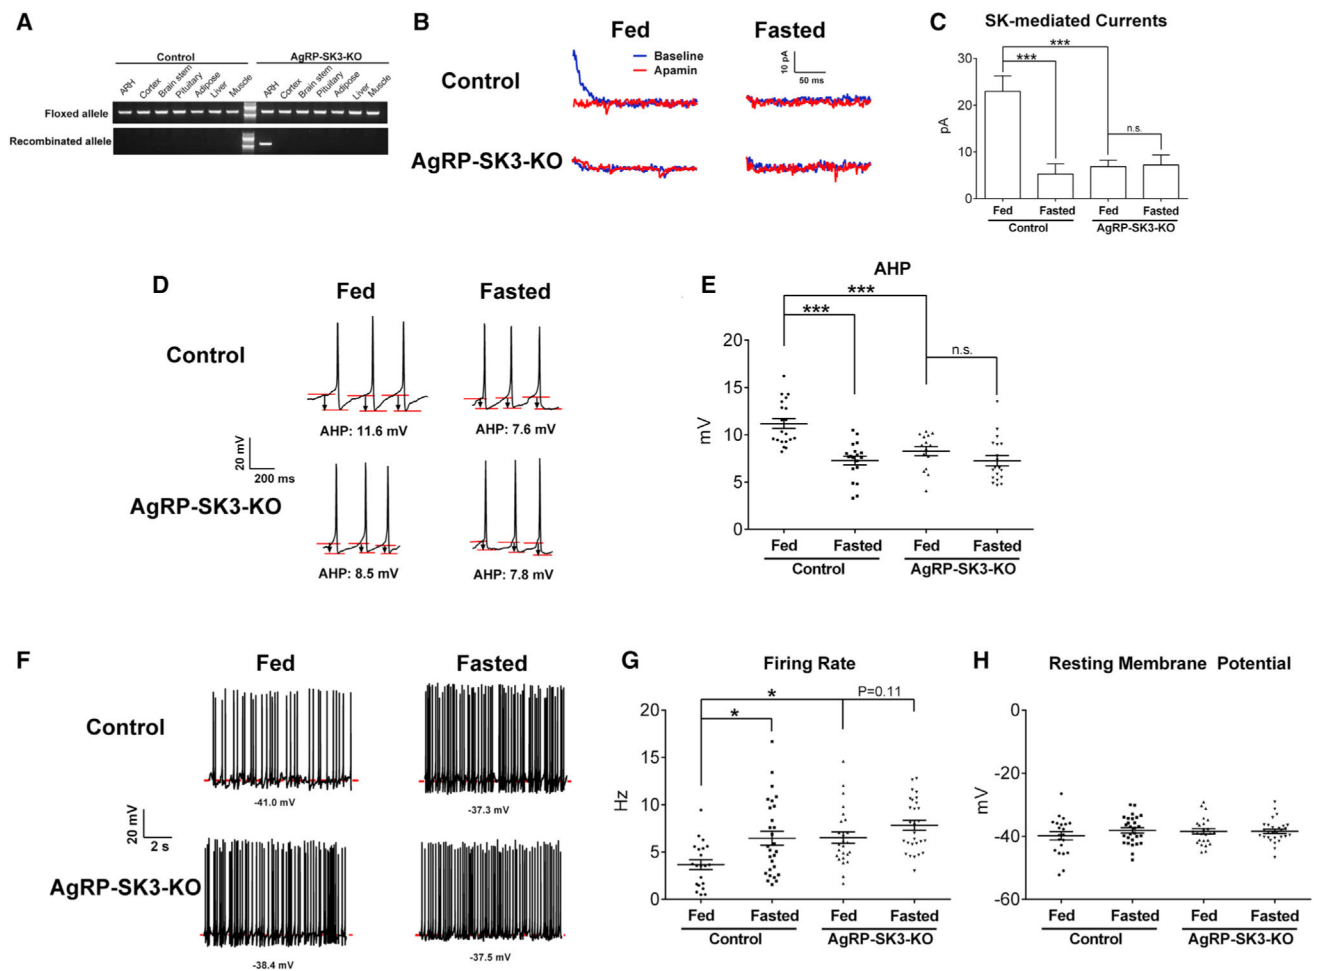 A
Control
AgRP-SK3-KO
ARH
Cortex
Brain stem
Pituitary
Adipose
Liver
Muscle
ARH
Cortex
Brain stem
Pituitary
Adipose
Liver
Muscle
Floxed allele
Recombinated allele
B
Fed
Fasted
Baseline
Apamin
10 pA
50 ms
Control
AgRP-SK3-KO
C
SK-mediated Currents
***
***
n.s.
pA
30
20
10
0
Fed
Fasted
Fed
Fasted
Control
AgRP-SK3-KO
D
Fed
Fasted
Control
AHP: 11.6 mV
AHP: 7.6 mV
20 mV
200 ms
AgRP-SK3-KO
AHP: 8.5 mV
AHP: 7.8 mV
E
AHP
***
***
n.s.
mV
20
15
10
5
0
Fed
Fasted
Fed
Fasted
Control
AgRP-SK3-KO
F
Fed
Fasted
Control
-41.0 mV
-37.3 mV
20 mV
2 s
AgRP-SK3-KO
-38.4 mV
-37.5 mV
G
Firing Rate
*
*
P=0.11
Hz
20
15
10
5
0
Fed
Fasted
Fed
Fasted
Control
AgRP-SK3-KO
H
Resting Membrane Potential
mV
0
-20
-40
-60
Fed
Fasted
Fed
Fasted
Control
AgRP-SK3-KO